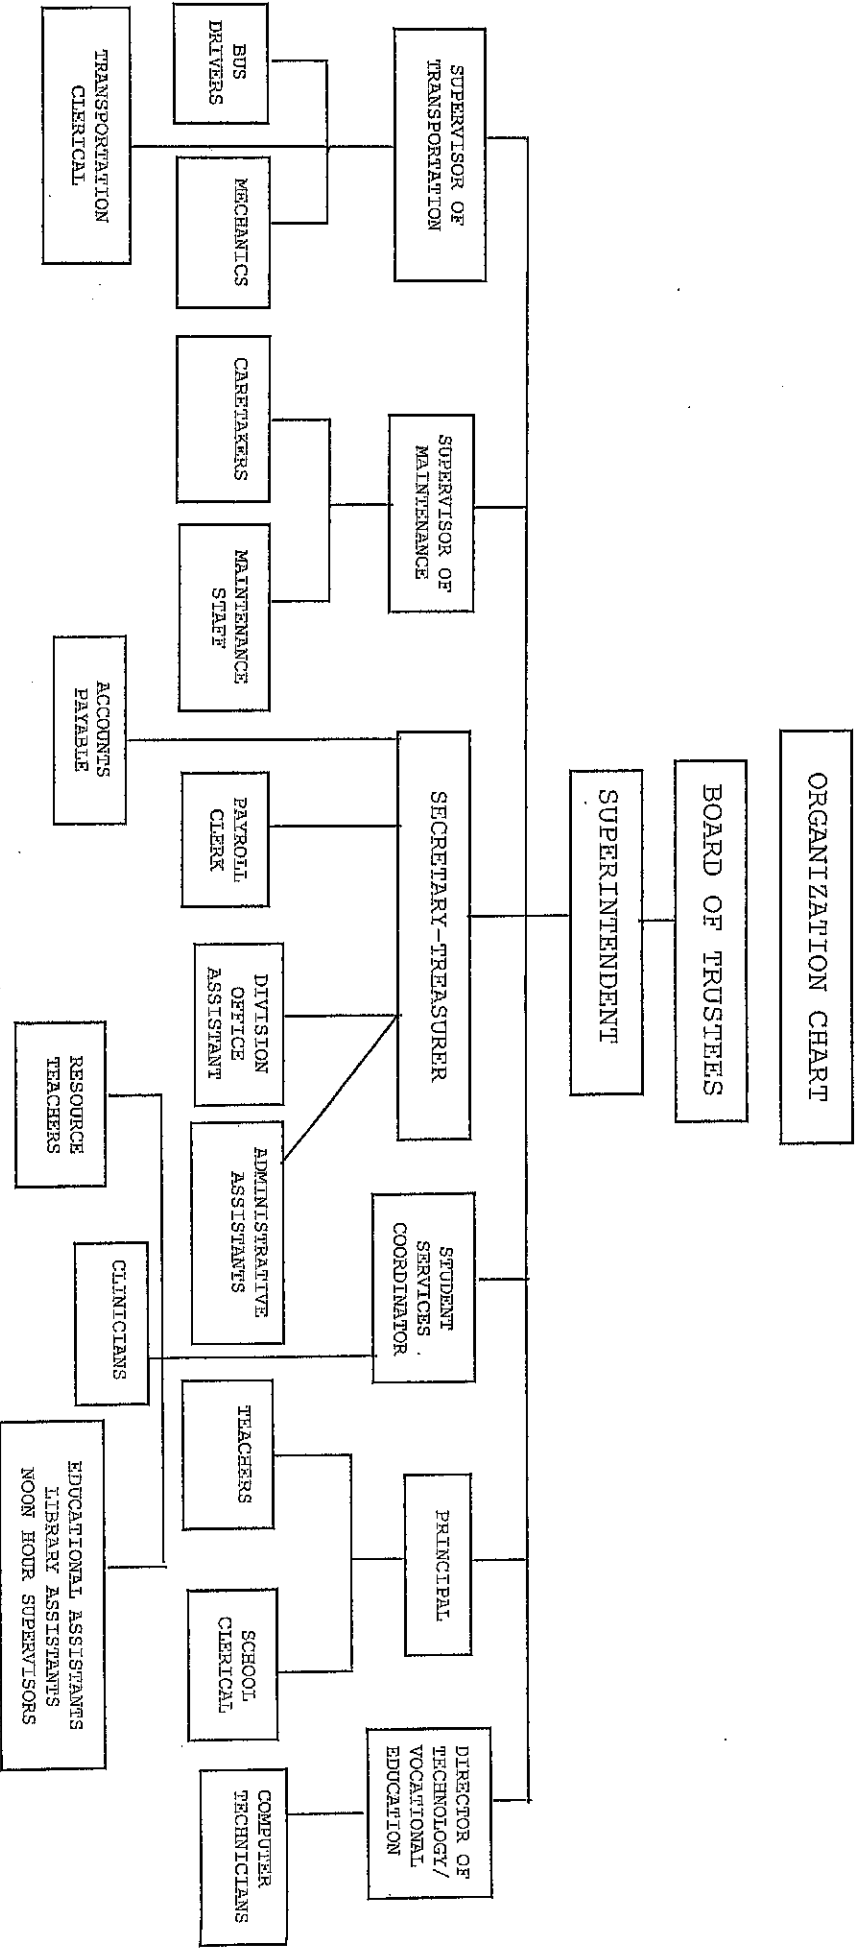 ORGANIZATION CHART
BOARD OF TRUSTEES
SUPERINTENDENT
SUPERVISOR OF
TRANSPORTATION
SUPERVISOR OF
MAINTENANCE
SECRETARY-TREASURER
STUDENT
SERVICES
COORDINATOR
PRINCIPAL
DIRECTOR OF
TECHNOLOGY/
VOCATIONAL
EDUCATION
BUS
DRIVERS
MECHANICS
CARETAKERS
MAINTENANCE
STAFF
PAYROLL
CLERK
DIVISION
OFFICE
ASSISTANT
ADMINISTRATIVE
ASSISTANTS
TEACHERS
SCHOOL
CLERICAL
COMPUTER
TECHNICIANS
TRANSPORTATION
CLERICAL
ACCOUNTS
PAYABLE
RESOURCE
TEACHERS
CLINICIANS
EDUCATIONAL ASSISTANTS
LIBRARY ASSISTANTS
NOON HOUR SUPERVISORS